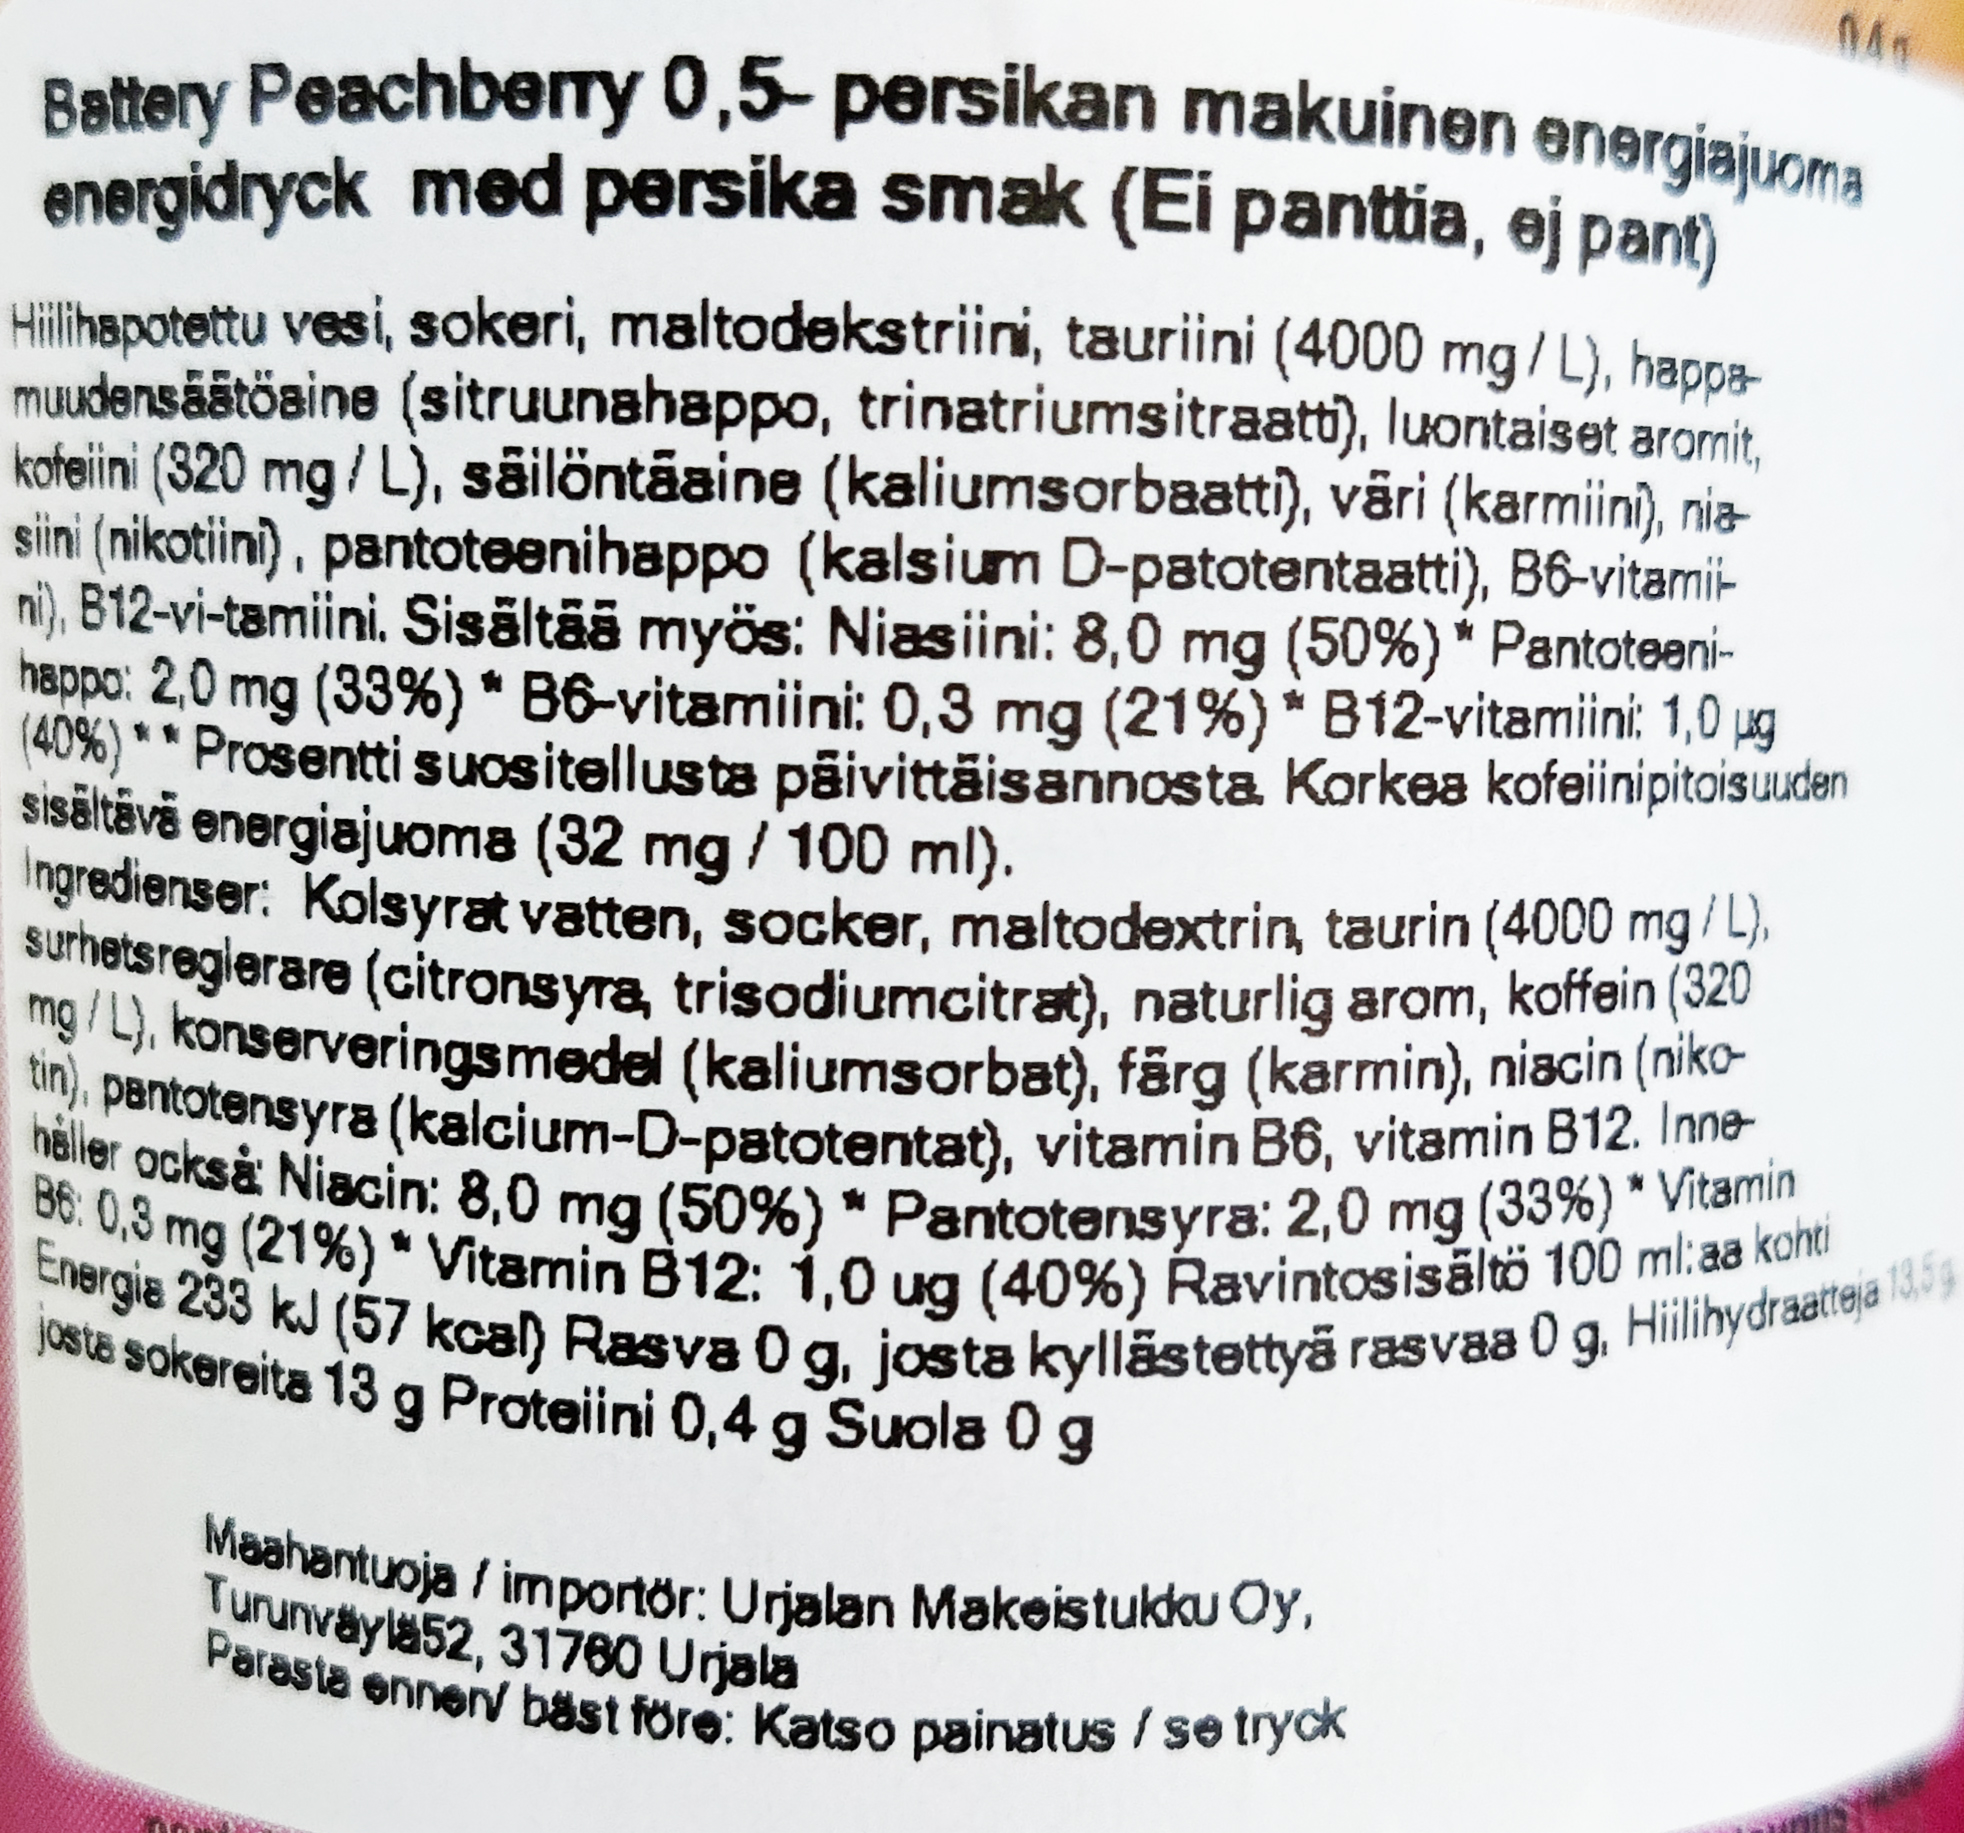 0,4 g
Battery Peachberry 0,5- persikan makuinen energiajuoma
energidryck med persika smak (Ei panttia, ej pant)
Hiilihapotettu vesi, sokeri, maltodekstriini, tauriini (4000 mg / L), happa-
muudensäätöaine (sitruunahappo, trinatriumsitraatti), luontaiset aromit,
kofeiini (320 mg / L), säilöntäaine (kaliumsorbaatti), väri (karmiini), nia-
siini (nikotiini) , pantoteenihappo (kalsium D-patotentaatti), B6-vitamii-
ni), B12-vi-tamiini. Sisältää myös: Niasiini: 8,0 mg (50%) * Pantoteeni-
happo: 2,0 mg (33%) * B6-vitamiini: 0,3 mg (21%) * B12-vitamiini: 1,0 µg
(40%) * * Prosentti suositellusta päivittäisannosta. Korkea kofeiinipitoisuuden
sisältävä energiajuoma (32 mg / 100 ml).
Ingredienser: Kolsyrat vatten, socker, maltodextrin, taurin (4000 mg / L),
surhetsreglerare (citronsyra, trisodiumcitrat), naturlig arom, koffein (320
mg / L), konserveringsmedel (kaliumsorbat), färg (karmin), niacin (niko-
tin), pantotensyra (kalcium-D-patotentat), vitamin B6, vitamin B12. Inne-
håller också: Niacin: 8,0 mg (50%) * Pantotensyra: 2,0 mg (33%) * Vitamin
B6: 0,3 mg (21%) * Vitamin B12: 1,0 ug (40%) Ravintosisältö 100 ml:aa kohti
Energia 233 kJ (57 kcal) Rasva 0 g, josta kyllästettyä rasvaa 0 g, Hiilihydraatteja 13,5 g
josta sokereita 13 g Proteiini 0,4 g Suola 0 g
Maahantuoja / importör: Urjalan Makeistukku Oy,
Turunväylä52, 31760 Urjala
Parasta ennen/ bäst före: Katso painatus / se tryck